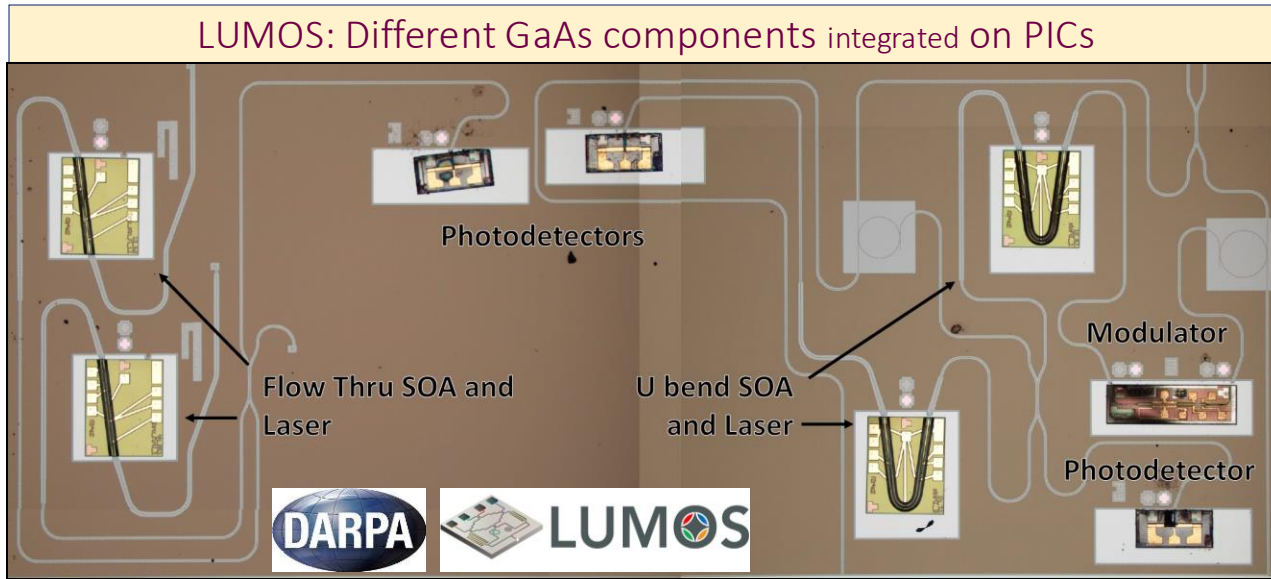 LUMOS: Different GaAs components integrated on PICs
Photodetectors
Flow Thru SOA and
Laser
U bend SOA
and Laser
Modulator
Photodetector
DARPA
LUMOS